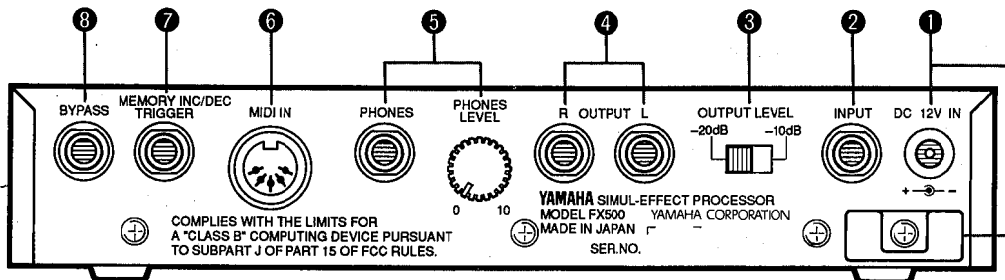 8 7 6 5 4 3 2 1
BYPASS
MEMORY INC/DEC
TRIGGER
MIDI IN
PHONES
PHONES
LEVEL
R OUTPUT L
OUTPUT LEVEL
-20dB -10dB
INPUT
DC 12V IN
+ -
0 10
COMPLIES WITH THE LIMITS FOR
A "CLASS B" COMPUTING DEVICE PURSUANT
TO SUBPART J OF PART 15 OF FCC RULES.
YAMAHA SIMUL-EFFECT PROCESSOR
MODEL FX500 YAMAHA CORPORATION
MADE IN JAPAN
SER.NO.